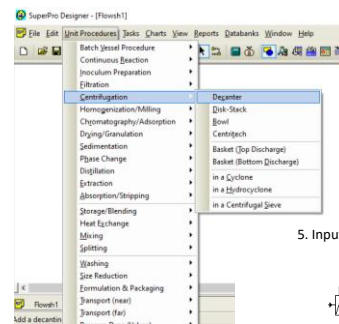 SuperPro Designer - [Flowsh1]
File Edit Unit Procedures Tasks Charts View Reports Databanks Window Help
Batch Vessel Procedure
Continuous Reaction
Inoculum Preparation
Filtration
Centrifugation
Decanter
Homogenization/Milling
Disk-Stack
Chromatography/Adsorption
Bowl
Drying/Granulation
Centritech
Sedimentation
Basket (Top Discharge)
Phase Change
Basket (Bottom Discharge)
Distillation
in a Cyclone
Extraction
in a Hydrocyclone
Absorption/Stripping
in a Centrifugal Sieve
Storage/Blending
Heat Exchange
Mixing
5. Inpu
Splitting
Washing
Size Reduction
Formulation & Packaging
Flowsh1
Transport (near)
Add a decantin
Transport (far)